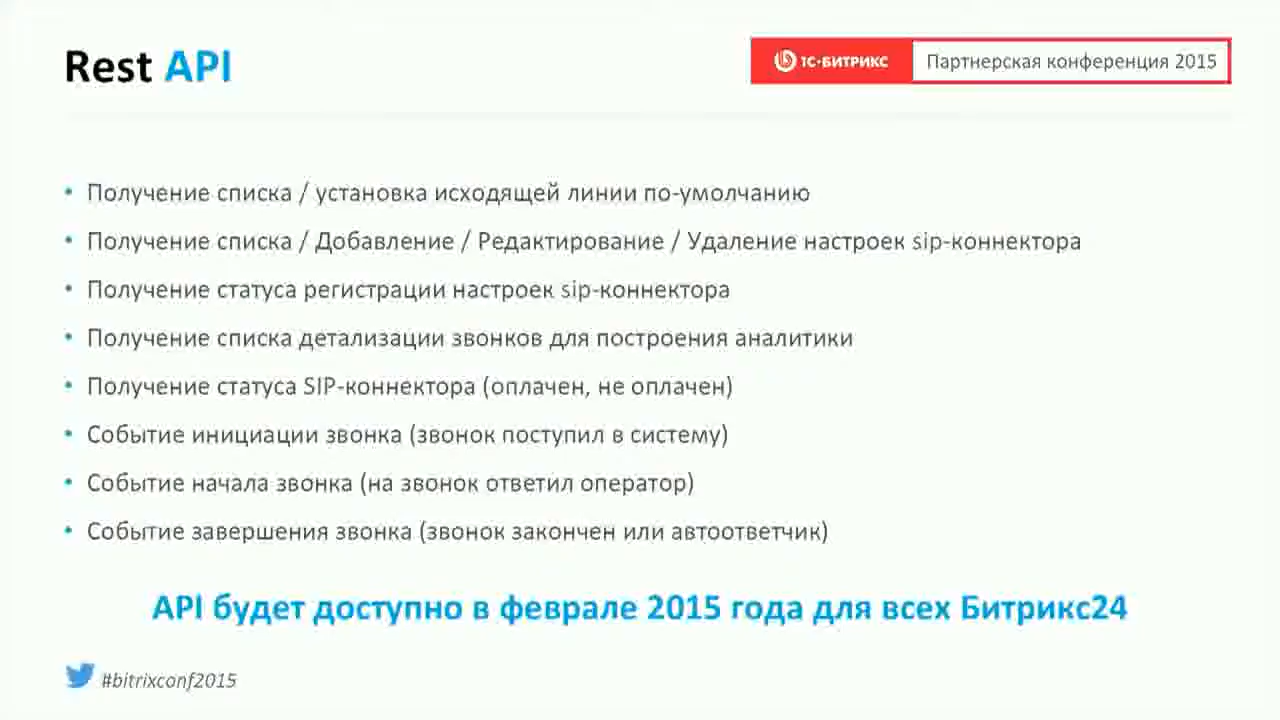 Rest API
1С-БИТРИКС
Партнерская конференция 2015
• Получение списка / установка исходящей линии по-умолчанию
• Получение списка / Добавление / Редактирование / Удаление настроек sip-коннектора
• Получение статуса регистрации настроек sip-коннектора
• Получение списка детализации звонков для построения аналитики
• Получение статуса SIP-коннектора (оплачен, не оплачен)
• Событие инициации звонка (звонок поступил в систему)
• Событие начала звонка (на звонок ответил оператор)
• Событие завершения звонка (звонок закончен или автоответчик)
API будет доступно в феврале 2015 года для всех Битрикс24
#bitrixconf2015